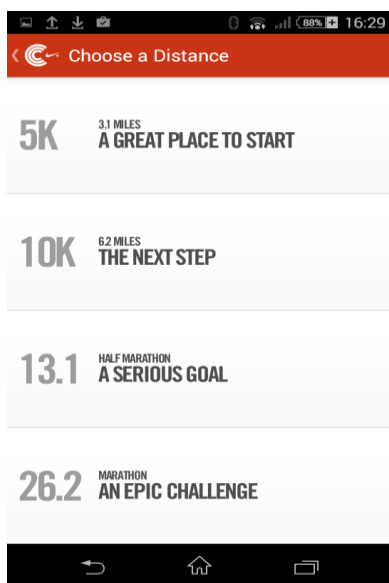 88% 16:29
Choose a Distance
5K
3.1 MILES
A GREAT PLACE TO START
10K
6.2 MILES
THE NEXT STEP
13.1
HALF MARATHON
A SERIOUS GOAL
26.2
MARATHON
AN EPIC CHALLENGE